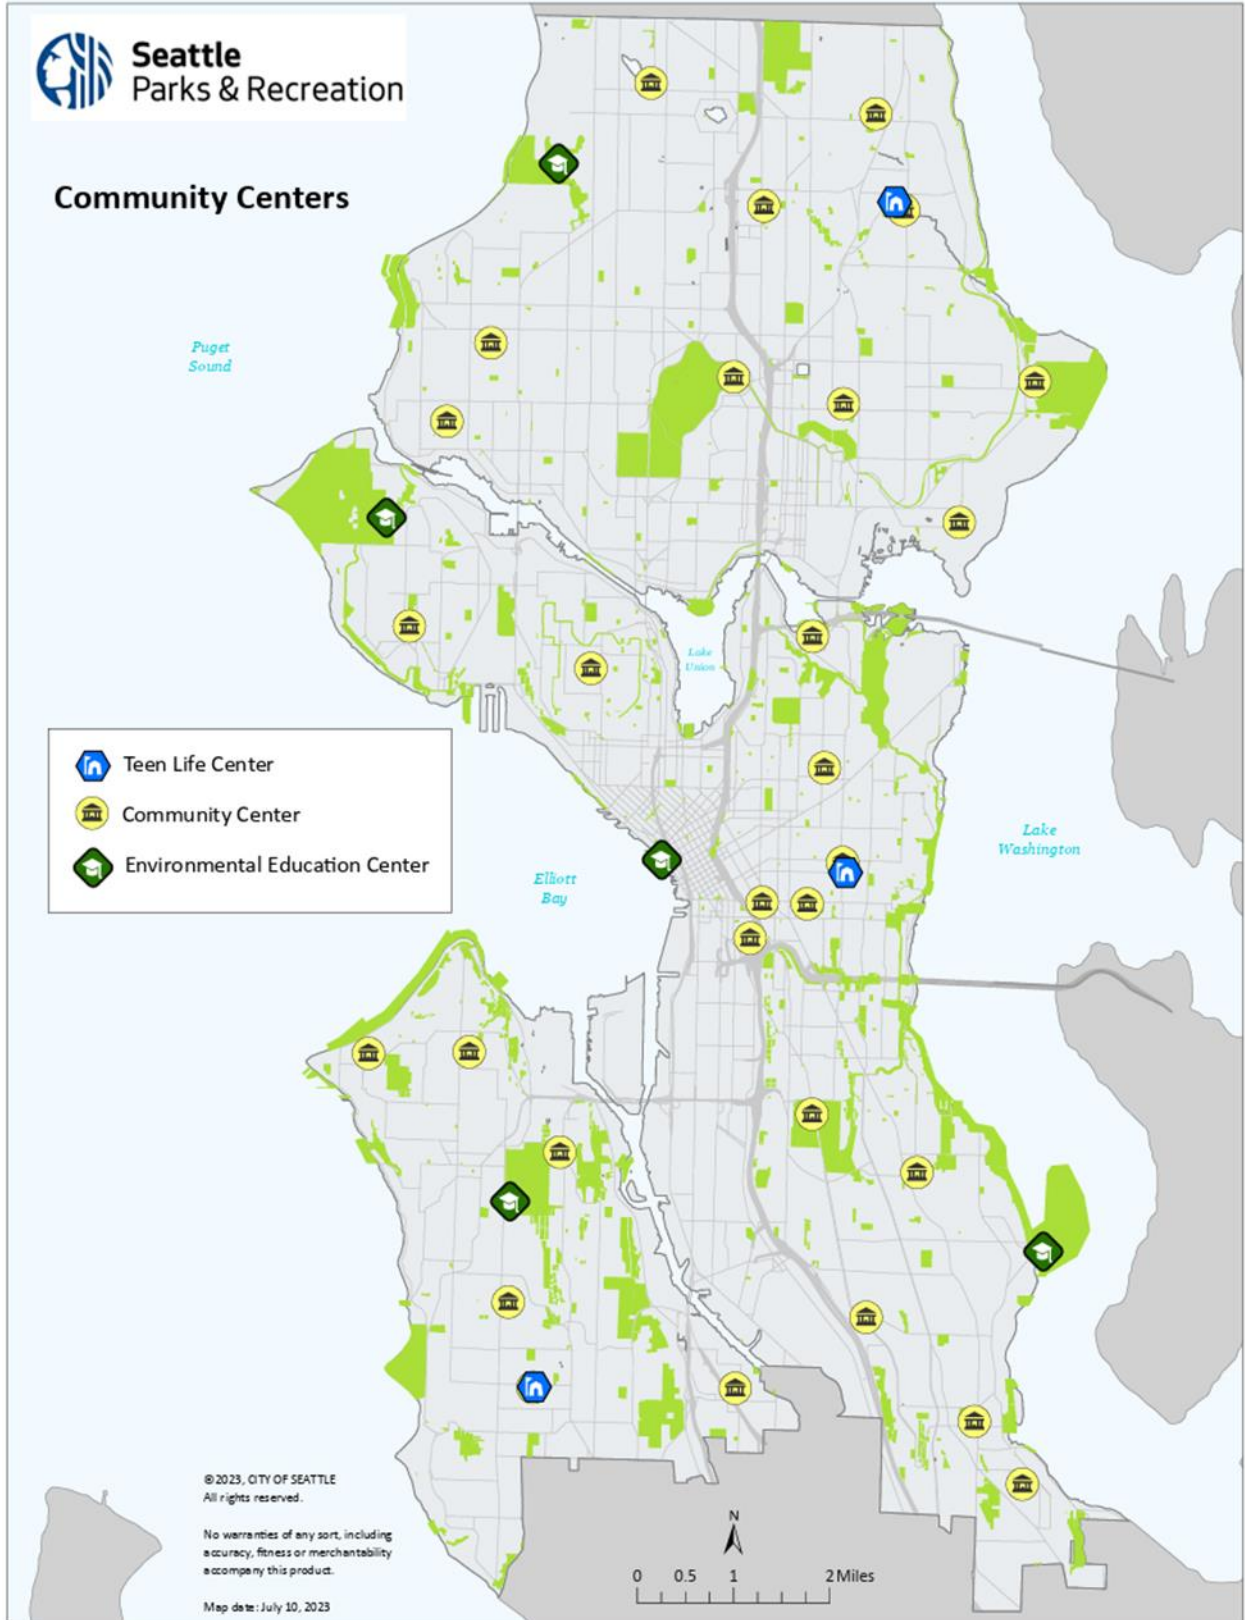 Seattle
Parks & Recreation
Community Centers
Puget
Sound
Lake
Union
Teen Life Center
Community Center
Environmental Education Center
Elliott
Bay
Lake
Washington
©2023, CITY OF SEATTLE
All rights reserved.
No warranties of any sort, including
accuracy, fitness or merchantability
accompany this product.
Map date: July 10, 2023
N
0 0.5 1 2 Miles